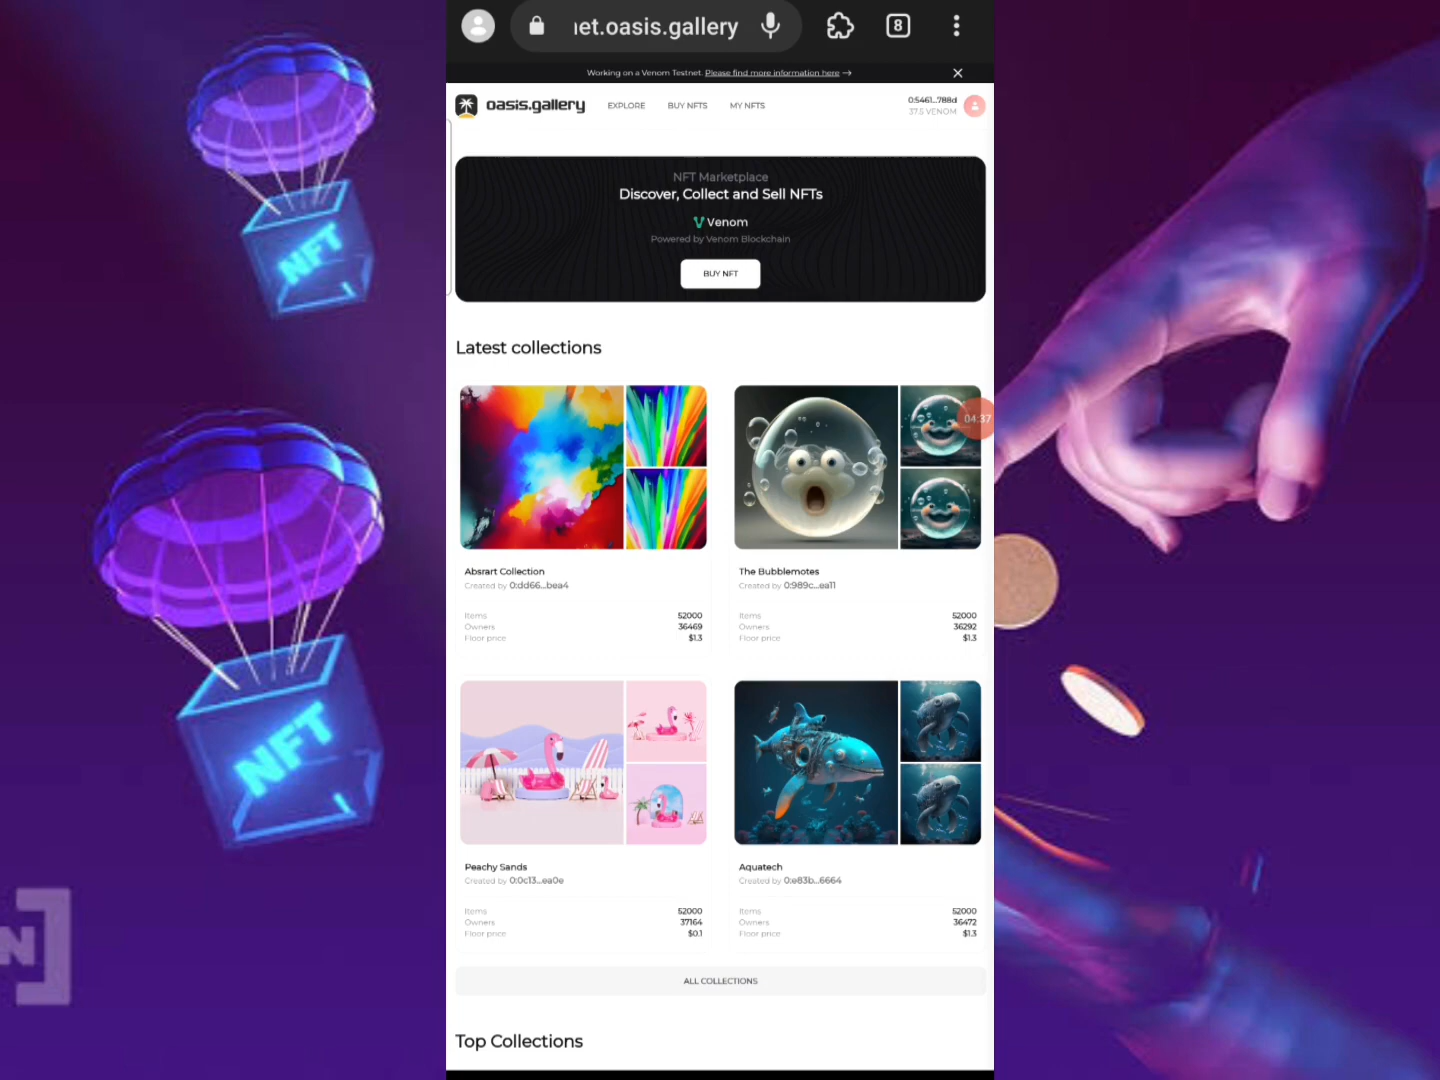 ıet.oasis.gallery
8
Working on a Venom Testnet. Please find more information here →
oasis.gallery
EXPLORE
BUY NFTS
MY NFTS
0:5461...788d
37.5 VENOM
NFT Marketplace
Discover, Collect and Sell NFTs
Venom
Powered by Venom Blockchain
BUY NFT
Latest collections
04:37
Absrart Collection
Created by 0:dd66...bea4
Items 52000
Owners 36469
Floor price $1.3
The Bubblemotes
Created by 0:989c...ea11
Items 52000
Owners 36292
Floor price $1.3
Peachy Sands
Created by 0:0c13...ea0e
Items 52000
Owners 37164
Floor price $0.1
Aquatech
Created by 0:e83b...6664
Items 52000
Owners 36472
Floor price $1.3
ALL COLLECTIONS
Top Collections
NFT
NFT
N